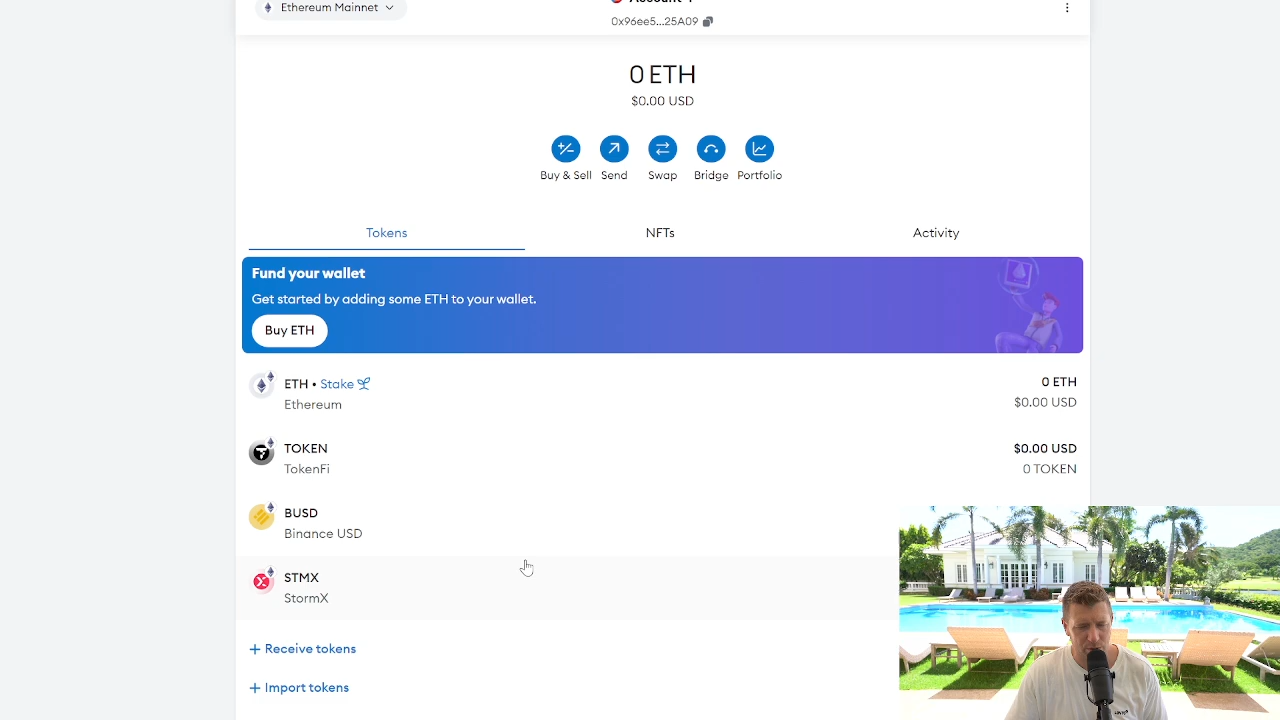 Ethereum Mainnet
0x96ee5...25A09
0 ETH
$0.00 USD
Buy & Sell
Send
Swap
Bridge
Portfolio
Tokens
NFTs
Activity
Fund your wallet
Get started by adding some ETH to your wallet.
Buy ETH
ETH • Stake
0 ETH
Ethereum
$0.00 USD
TOKEN
$0.00 USD
TokenFi
0 TOKEN
BUSD
Binance USD
STMX
StormX
+ Receive tokens
+ Import tokens